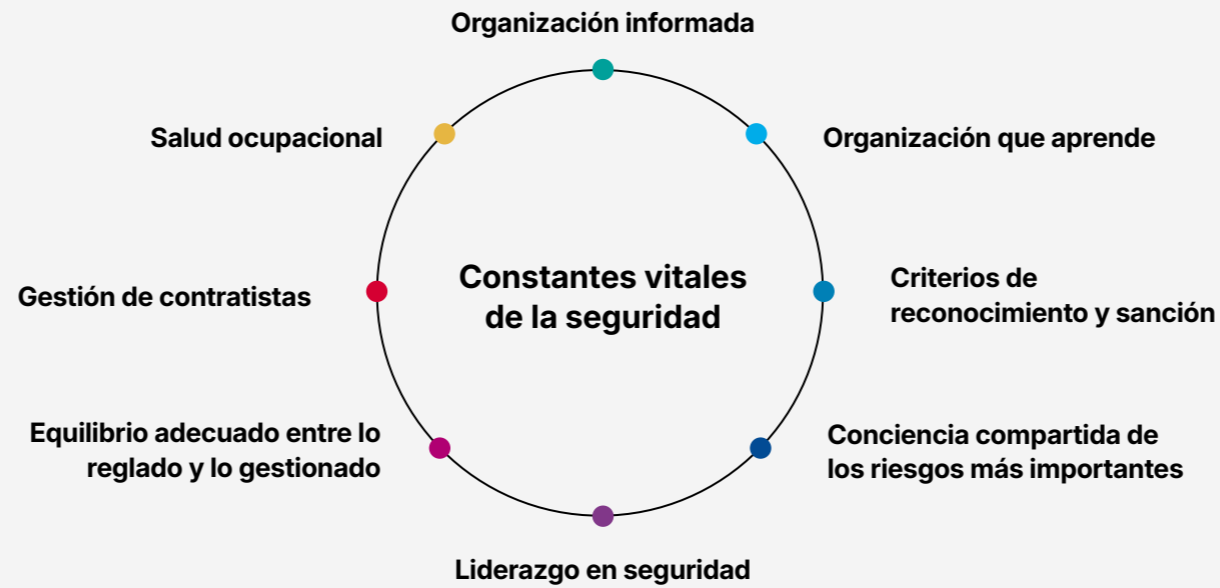 Organización informada
Salud ocupacional
Organización que aprende
Constantes vitales
de la seguridad
Gestión de contratistas
Criterios de
reconocimiento y sanción
Equilibrio adecuado entre lo
reglado y lo gestionado
Conciencia compartida de
los riesgos más importantes
Liderazgo en seguridad